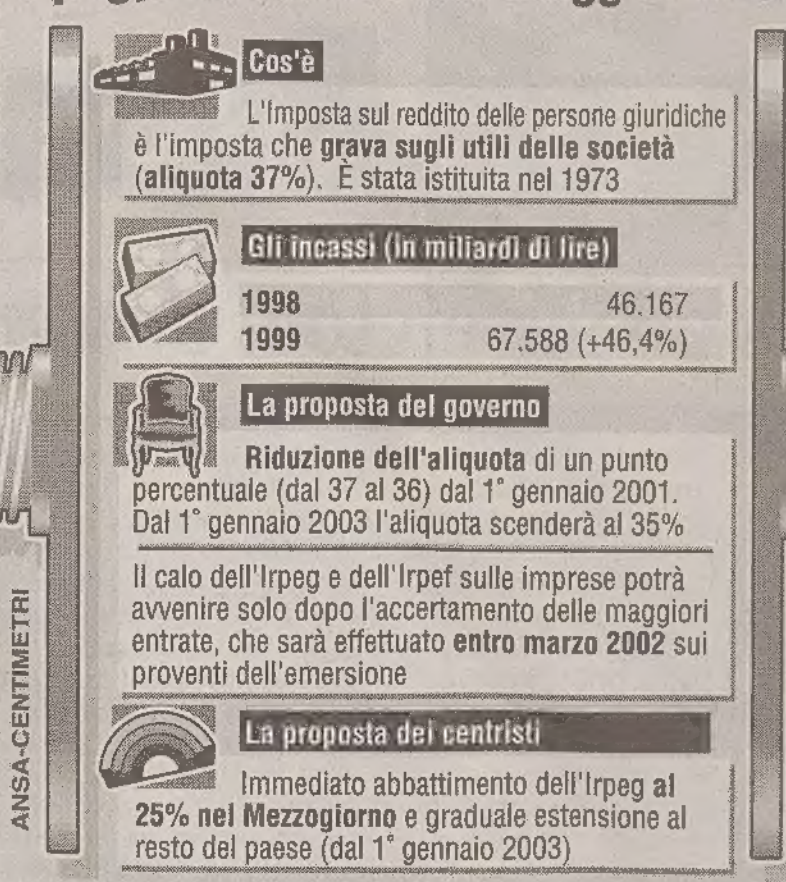 Cos'è
L'Imposta sul reddito delle persone giuridiche
è l'imposta che grava sugli utili delle società
(aliquota 37%). È stata istituita nel 1973
Gli incassi (in miliardi di lire)
1998 46.167
1999 67.588 (+46,4%)
La proposta del governo
Riduzione dell'aliquota di un punto
percentuale (dal 37 al 36) dal 1° gennaio 2001.
Dal 1° gennaio 2003 l'aliquota scenderà al 35%
Il calo dell'Irpeg e dell'Irpef sulle imprese potrà
avvenire solo dopo l'accertamento delle maggiori
entrate, che sarà effettuato entro marzo 2002 sui
proventi dell'emersione
La proposta dei centristi
Immediato abbattimento dell'Irpeg al
25% nel Mezzogiorno e graduale estensione al
resto del paese (dal 1° gennaio 2003)
ANSA-CENTIMETRI